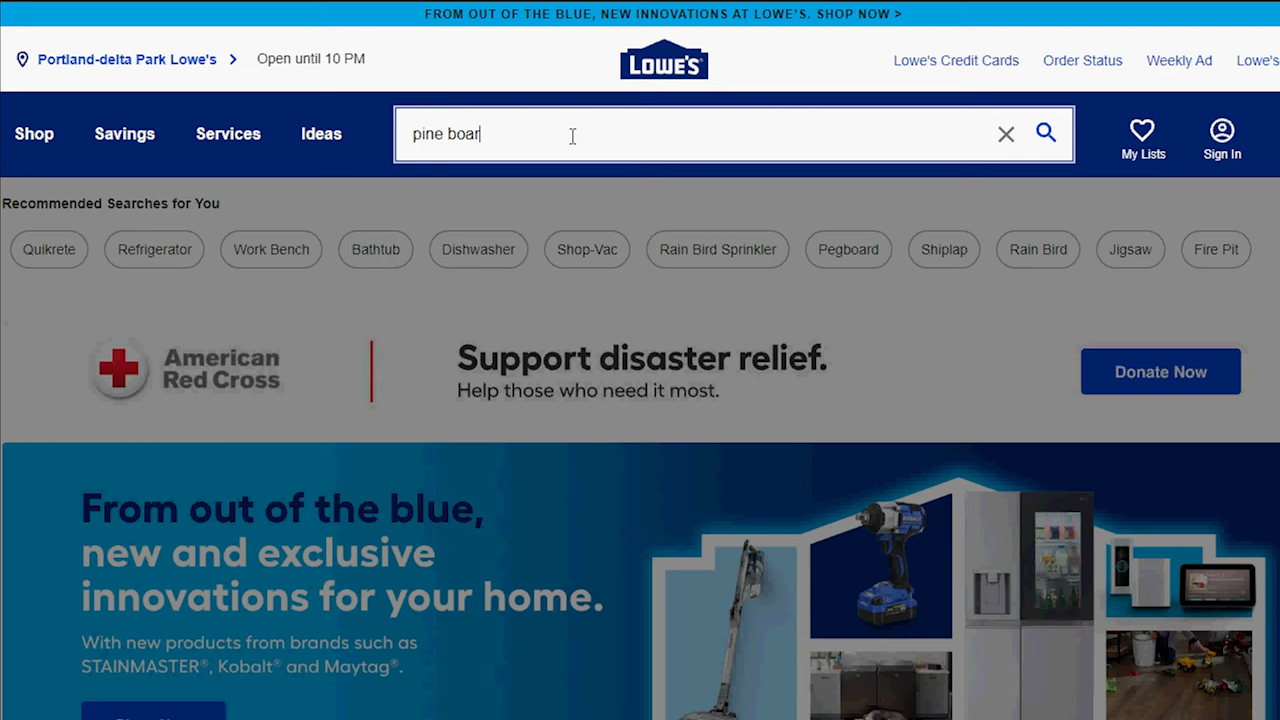 FROM OUT OF THE BLUE, NEW INNOVATIONS AT LOWE'S. SHOP NOW >
Portland-delta Park Lowe's
Open until 10 PM
LOWE'S
Lowe's Credit Cards
Order Status
Weekly Ad
Lowe's
Shop
Savings
Services
Ideas
pine boar
My Lists
Sign In
Recommended Searches for You
Quikrete
Refrigerator
Work Bench
Bathtub
Dishwasher
Shop-Vac
Rain Bird Sprinkler
Pegboard
Shiplap
Rain Bird
Jigsaw
Fire Pit
American
Red Cross
Support disaster relief.
Help those who need it most.
Donate Now
From out of the blue,
new and exclusive
innovations for your home.
With new products from brands such as
STAINMASTER®, Kobalt® and Maytag®.